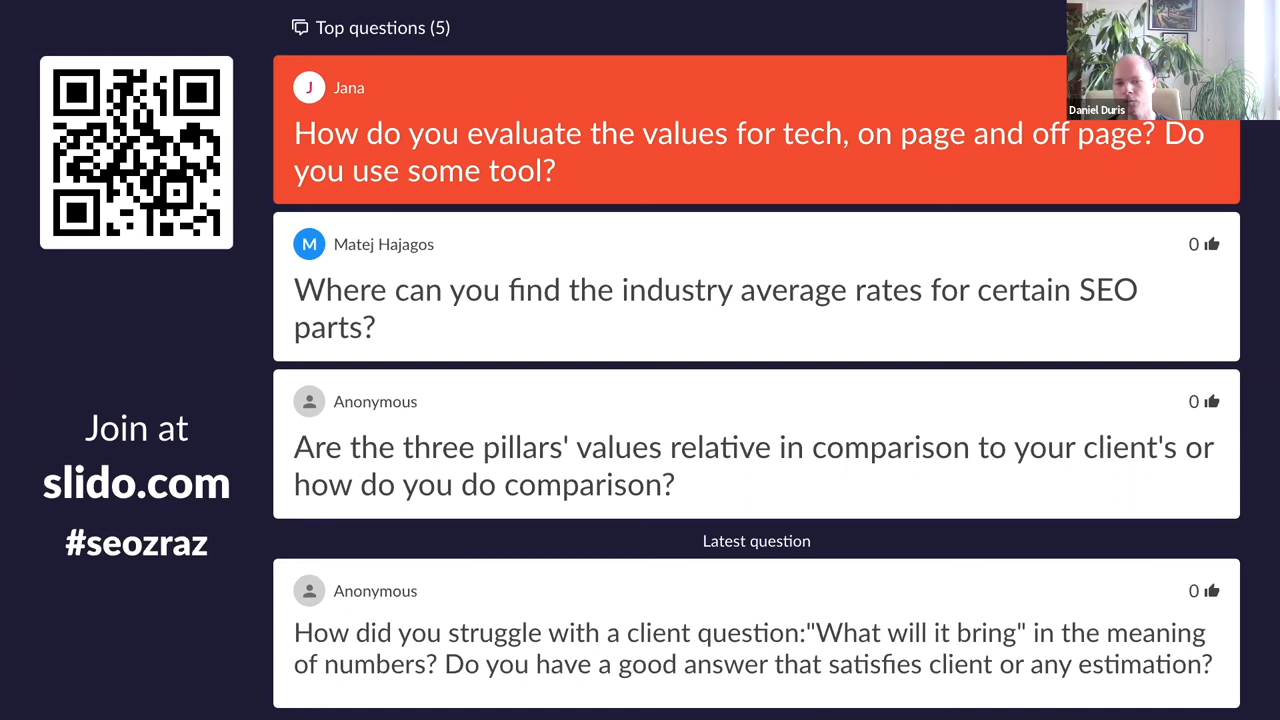 Top questions (5)
J Jana
Daniel Duris
How do you evaluate the values for tech, on page and off page? Do
you use some tool?
M Matej Hajagos 0
Where can you find the industry average rates for certain SEO
parts?
Anonymous 0
Are the three pillars' values relative in comparison to your client's or
how do you do comparison?
Join at
slido.com
#seozraz
Latest question
Anonymous 0
How did you struggle with a client question:"What will it bring" in the meaning
of numbers? Do you have a good answer that satisfies client or any estimation?